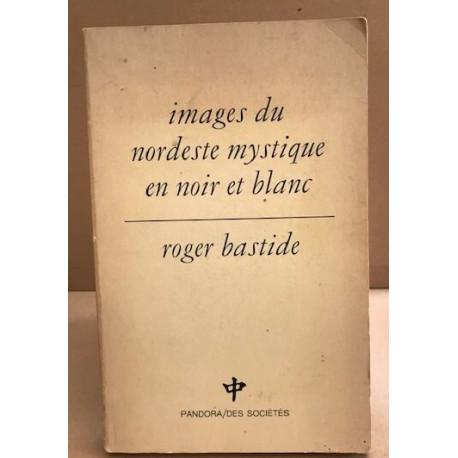 images du
nordeste mystique
en noir et blanc
roger bastide
中
PANDORA/DES SOCIÉTÉS